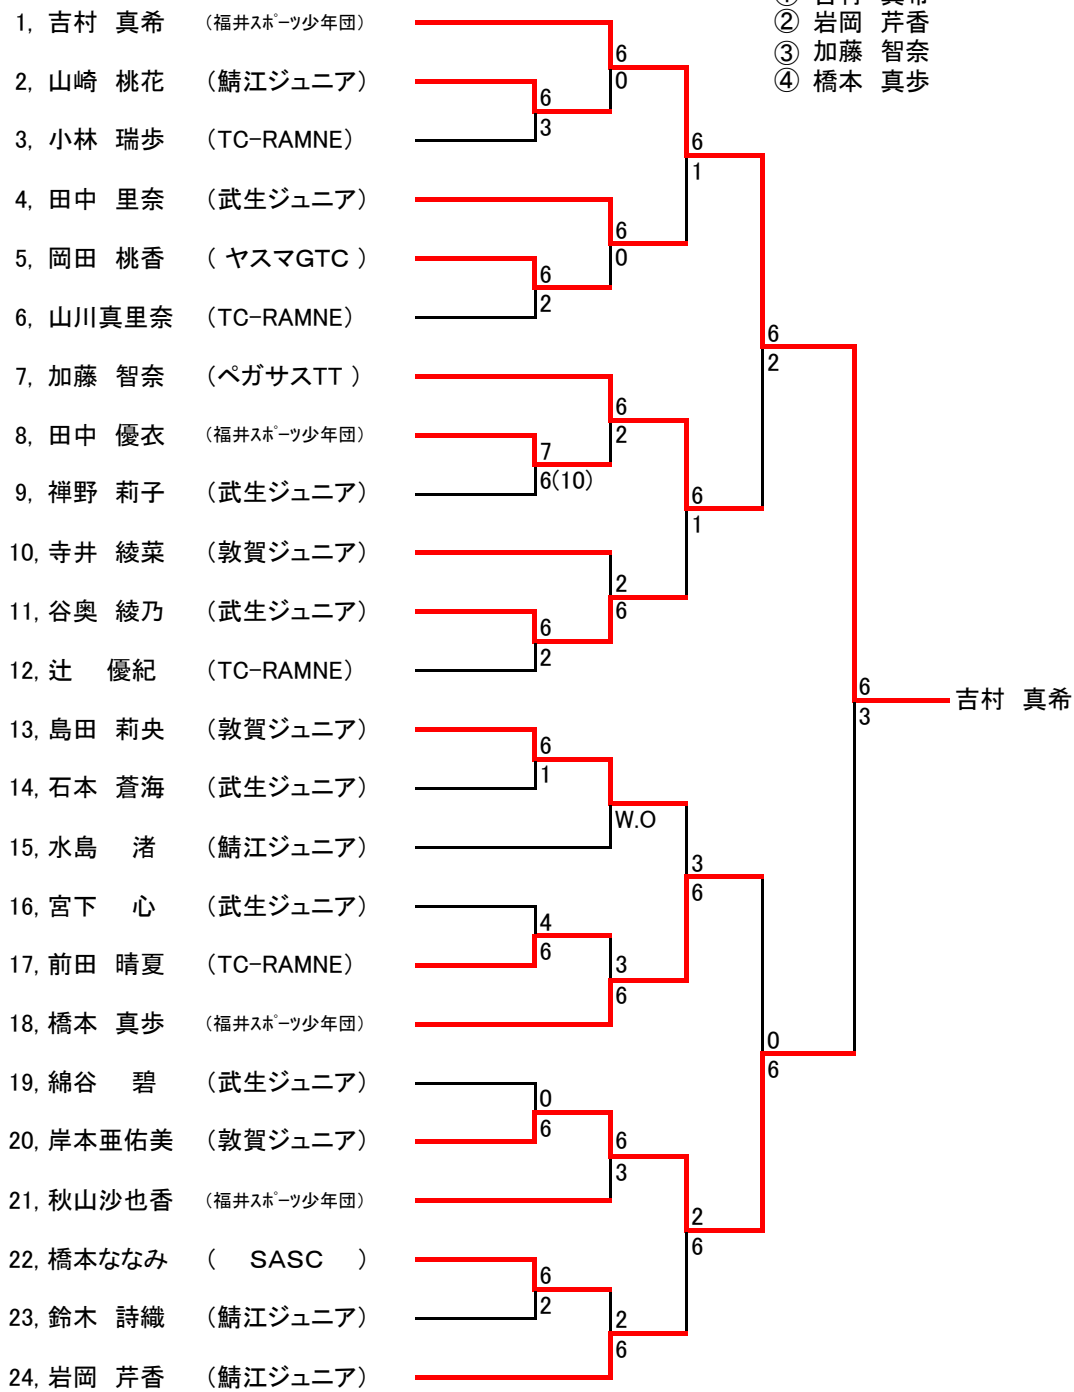 ① 吉村 真希
② 岩岡 芹香
③ 加藤 智奈
④ 橋本 真歩
1, 吉村 真希 (福井スポーツ少年団)
6
0
2, 山崎 桃花 (鯖江ジュニア)
6
3
3, 小林 瑞歩 (TC-RAMNE)
6
1
4, 田中 里奈 (武生ジュニア)
6
0
5, 岡田 桃香 (ヤスマGTC)
6
2
6, 山川真里奈 (TC-RAMNE)
6
2
7, 加藤 智奈 (ペガサスTT)
6
2
8, 田中 優衣 (福井スポーツ少年団)
7
6(10)
9, 禅野 莉子 (武生ジュニア)
6
1
10, 寺井 綾菜 (敦賀ジュニア)
2
6
11, 谷奥 綾乃 (武生ジュニア)
6
2
12, 辻 優紀 (TC-RAMNE)
6
3
吉村 真希
13, 島田 莉央 (敦賀ジュニア)
6
1
14, 石本 蒼海 (武生ジュニア)
W.O
15, 水島 渚 (鯖江ジュニア)
3
6
16, 宮下 心 (武生ジュニア)
4
6
17, 前田 晴夏 (TC-RAMNE)
3
6
18, 橋本 真歩 (福井スポーツ少年団)
0
6
19, 綿谷 碧 (武生ジュニア)
0
6
20, 岸本亜佑美 (敦賀ジュニア)
6
3
21, 秋山沙也香 (福井スポーツ少年団)
2
6
22, 橋本ななみ (SASC)
6
2
23, 鈴木 詩織 (鯖江ジュニア)
2
6
24, 岩岡 芹香 (鯖江ジュニア)